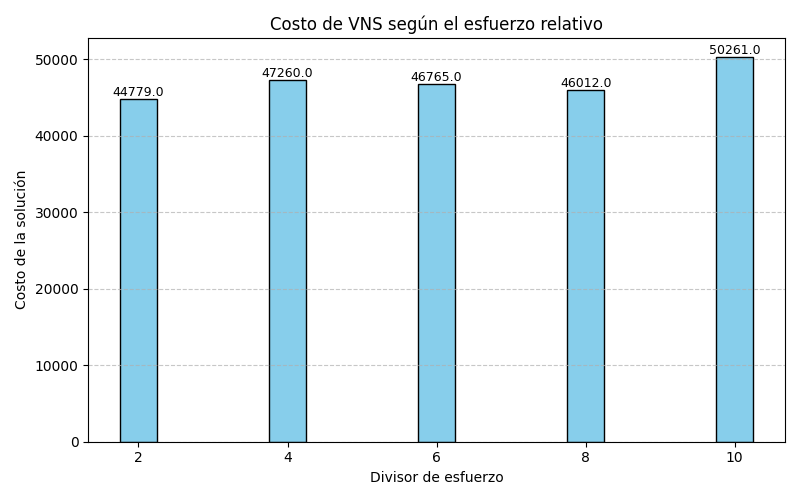 Costo de VNS según el esfuerzo relativo
50261.0
50000
47260.0
46765.0
46012.0
44779.0
40000
30000
20000
10000
0
Costo de la solución
2 4 6 8 10
Divisor de esfuerzo